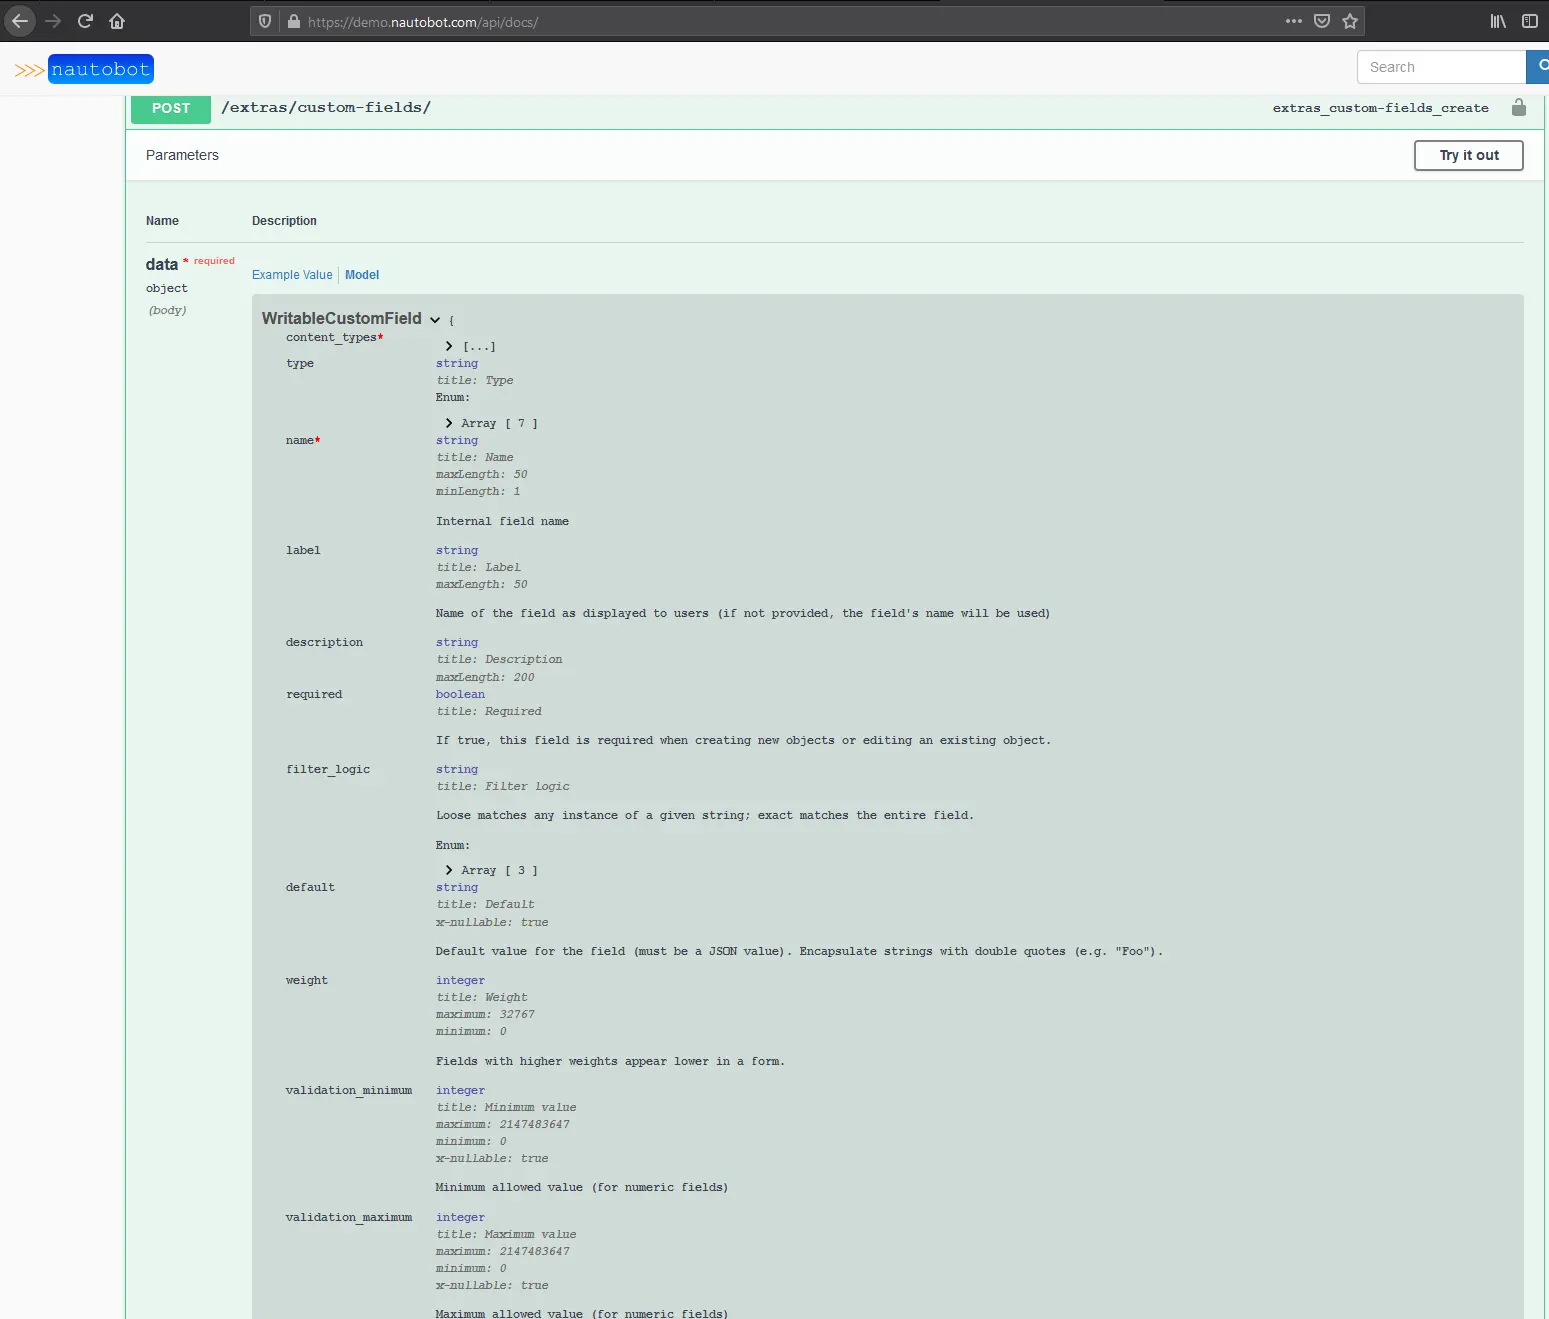 https://demo.nautobot.com/api/docs/
>>> nautobot
Search
POST /extras/custom-fields/ extras_custom-fields_create
Parameters Try it out
Name Description
data * required
object
(body)
Example Value Model
WritableCustomField {
content_types*
[...]
type string
title: Type
Enum:
Array [ 7 ]
name* string
title: Name
maxLength: 50
minLength: 1
Internal field name
label string
title: Label
maxLength: 50
Name of the field as displayed to users (if not provided, the field's name will be used)
description string
title: Description
maxLength: 200
required boolean
title: Required
If true, this field is required when creating new objects or editing an existing object.
filter_logic string
title: Filter logic
Loose matches any instance of a given string; exact matches the entire field.
Enum:
Array [ 3 ]
default string
title: Default
x-nullable: true
Default value for the field (must be a JSON value). Encapsulate strings with double quotes (e.g. "Foo").
weight integer
title: Weight
maximum: 32767
minimum: 0
Fields with higher weights appear lower in a form.
validation_minimum integer
title: Minimum value
maximum: 2147483647
minimum: 0
x-nullable: true
Minimum allowed value (for numeric fields)
validation_maximum integer
title: Maximum value
maximum: 2147483647
minimum: 0
x-nullable: true
Maximum allowed value (for numeric fields)